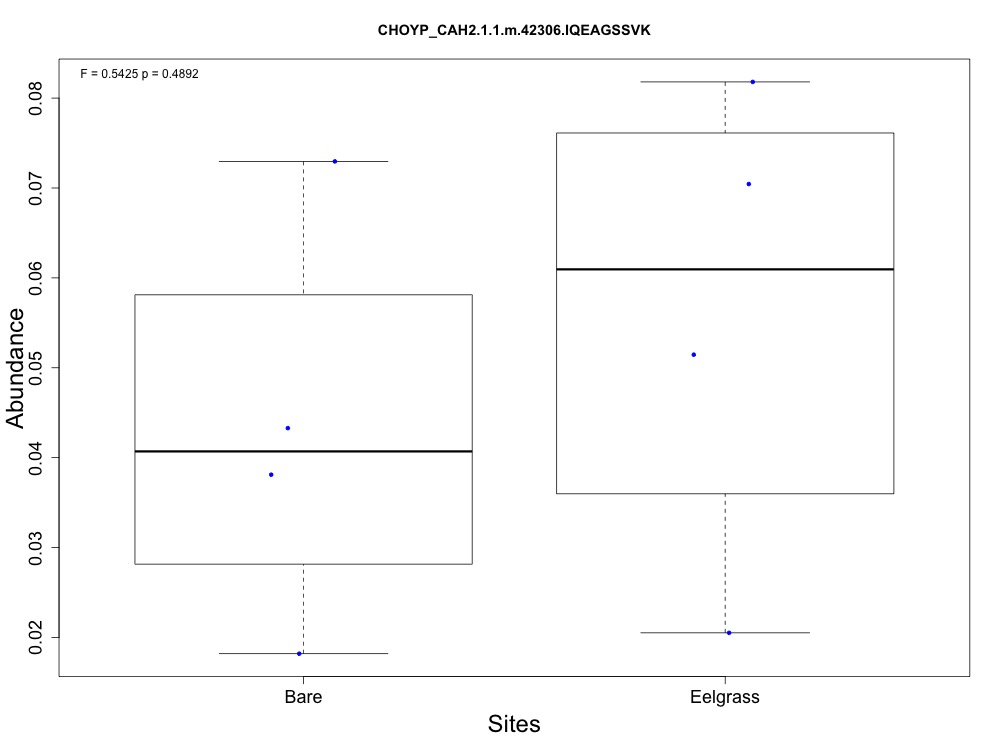 CHOYP_CAH2.1.1.m.42306.IQEAGSSVK
F = 0.5425 p = 0.4892
0.08
0.07
0.06
0.05
0.04
0.03
0.02
Abundance
Bare
Eelgrass
Sites